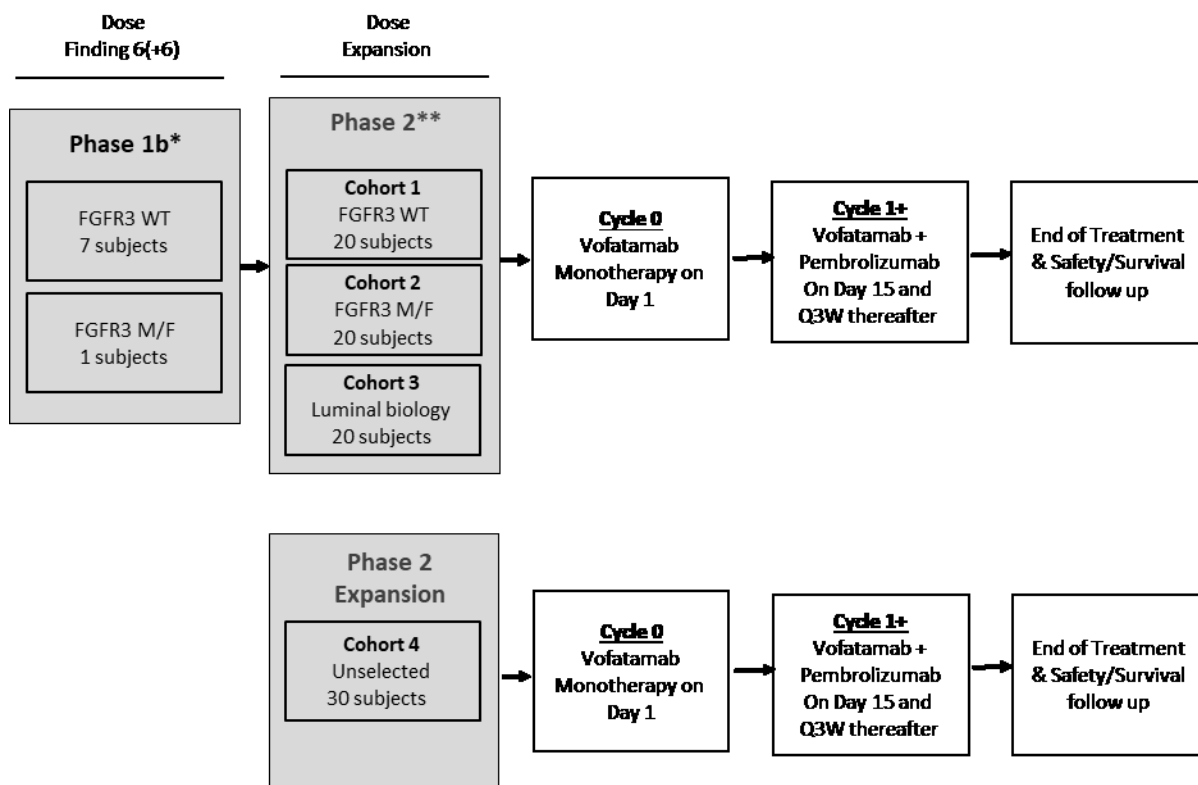 Dose
Finding 6(+6)
Dose
Expansion
Phase 1b*
FGFR3 WT
7 subjects
FGFR3 M/F
1 subjects
Phase 2**
Cohort 1
FGFR3 WT
20 subjects
Cohort 2
FGFR3 M/F
20 subjects
Cohort 3
Luminal biology
20 subjects
Cycle 0
Vofatamab
Monotherapy on
Day 1
Cycle 1+
Vofatamab +
Pembrolizumab
On Day 15 and
Q3W thereafter
End of Treatment
& Safety/Survival
follow up
Phase 2
Expansion
Cohort 4
Unselected
30 subjects
Cycle 0
Vofatamab
Monotherapy on
Day 1
Cycle 1+
Vofatamab +
Pembrolizumab
On Day 15 and
Q3W thereafter
End of Treatment
& Safety/Survival
follow up